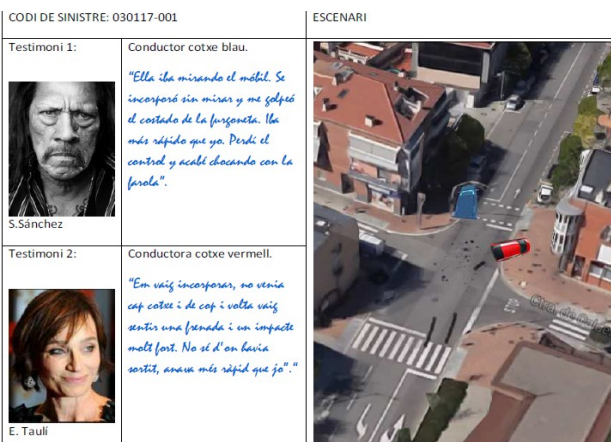 CODI DE SINISTRE: 030117-001
ESCENARI
Testimoni 1:
Conductor cotxe blau.
“Ella iba mirando el móbil. Se
incorporó sin mirar y me golpeó
el costado de la furgoneta. Iba
más rápido que yo. Perdí el
control y acabé chocando con la
farola”.
S.Sánchez
Testimoni 2:
Conductora cotxe vermell.
“Em vaig incorporar, no venia
cap cotxe i de cop i volta vaig
sentir una frenada i un impacte
molt fort. No sé d'on havia
sortit, anava més ràpid que jo”.“
E. Taulí